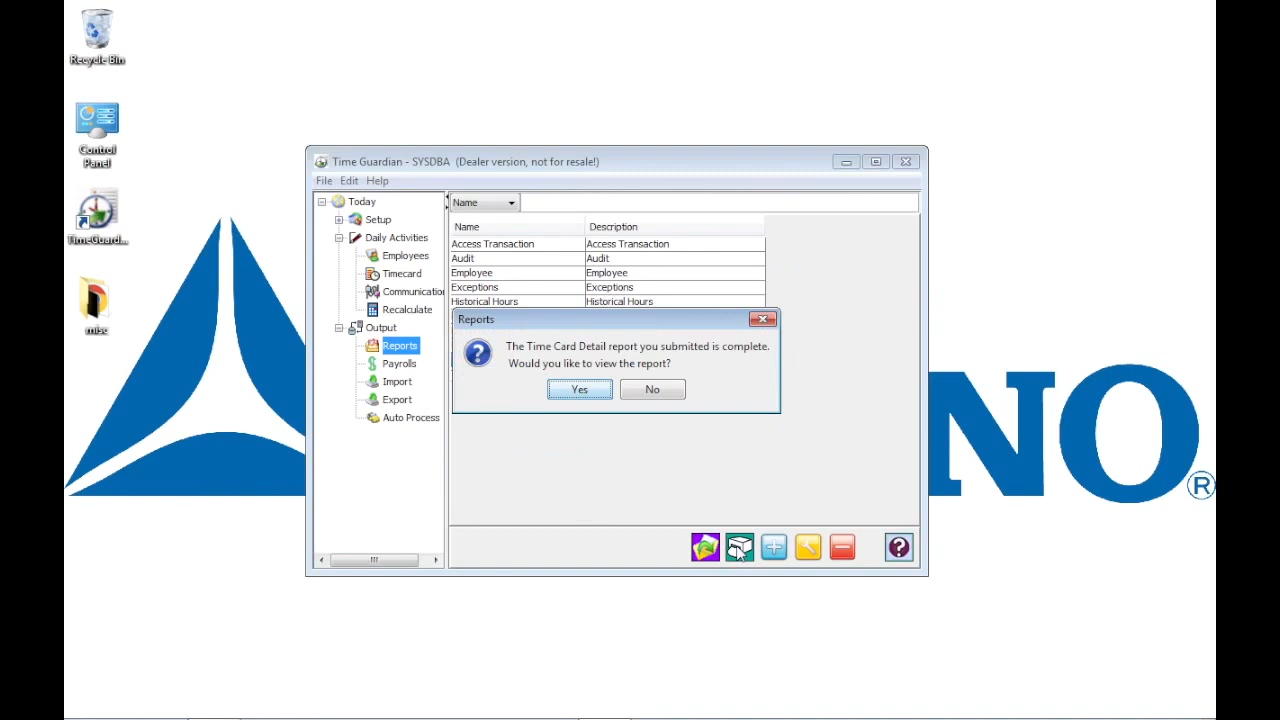 Recycle Bin
Control
Panel
TimeGuard...
misc
Time Guardian - SYSDBA (Dealer version, not for resale!)
File Edit Help
Today
Setup
Daily Activities
Employees
Timecard
Communication
Recalculate
Output
Reports
Payrolls
Import
Export
Auto Process
Name
Name Description
Access Transaction Access Transaction
Audit Audit
Employee Employee
Exceptions Exceptions
Historical Hours Historical Hours
Reports
The Time Card Detail report you submitted is complete.
Would you like to view the report?
Yes No
NO®